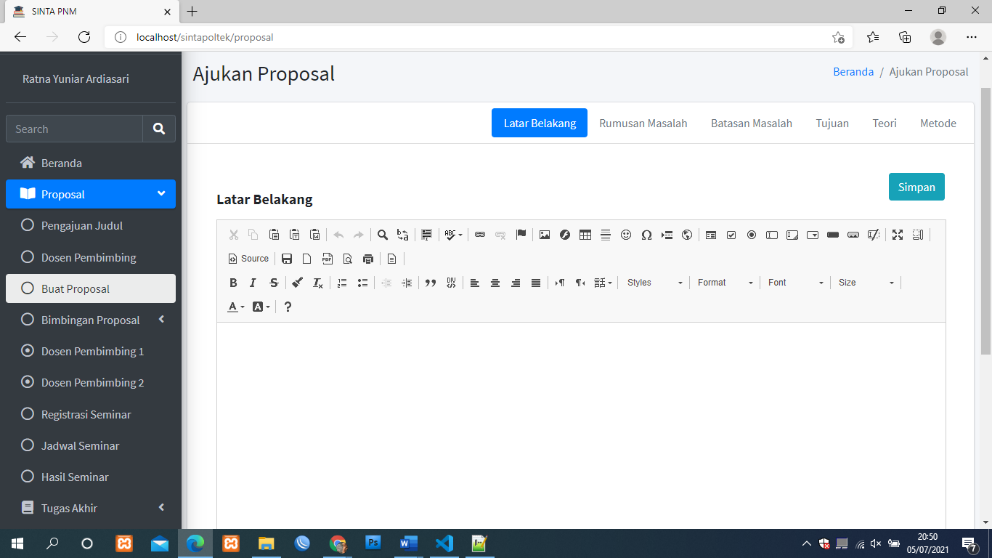 SINTA PNM
localhost/sintapoltek/proposal
Ratna Yuniar Ardiasari
Search
Beranda
Proposal
Pengajuan Judul
Dosen Pembimbing
Buat Proposal
Bimbingan Proposal
Dosen Pembimbing 1
Dosen Pembimbing 2
Registrasi Seminar
Jadwal Seminar
Hasil Seminar
Tugas Akhir
Ajukan Proposal
Beranda / Ajukan Proposal
Latar Belakang Rumusan Masalah Batasan Masalah Tujuan Teori Metode
Simpan
Latar Belakang
Source
B I S
Styles Format Font Size
A A ?
20:50
05/07/2021
7